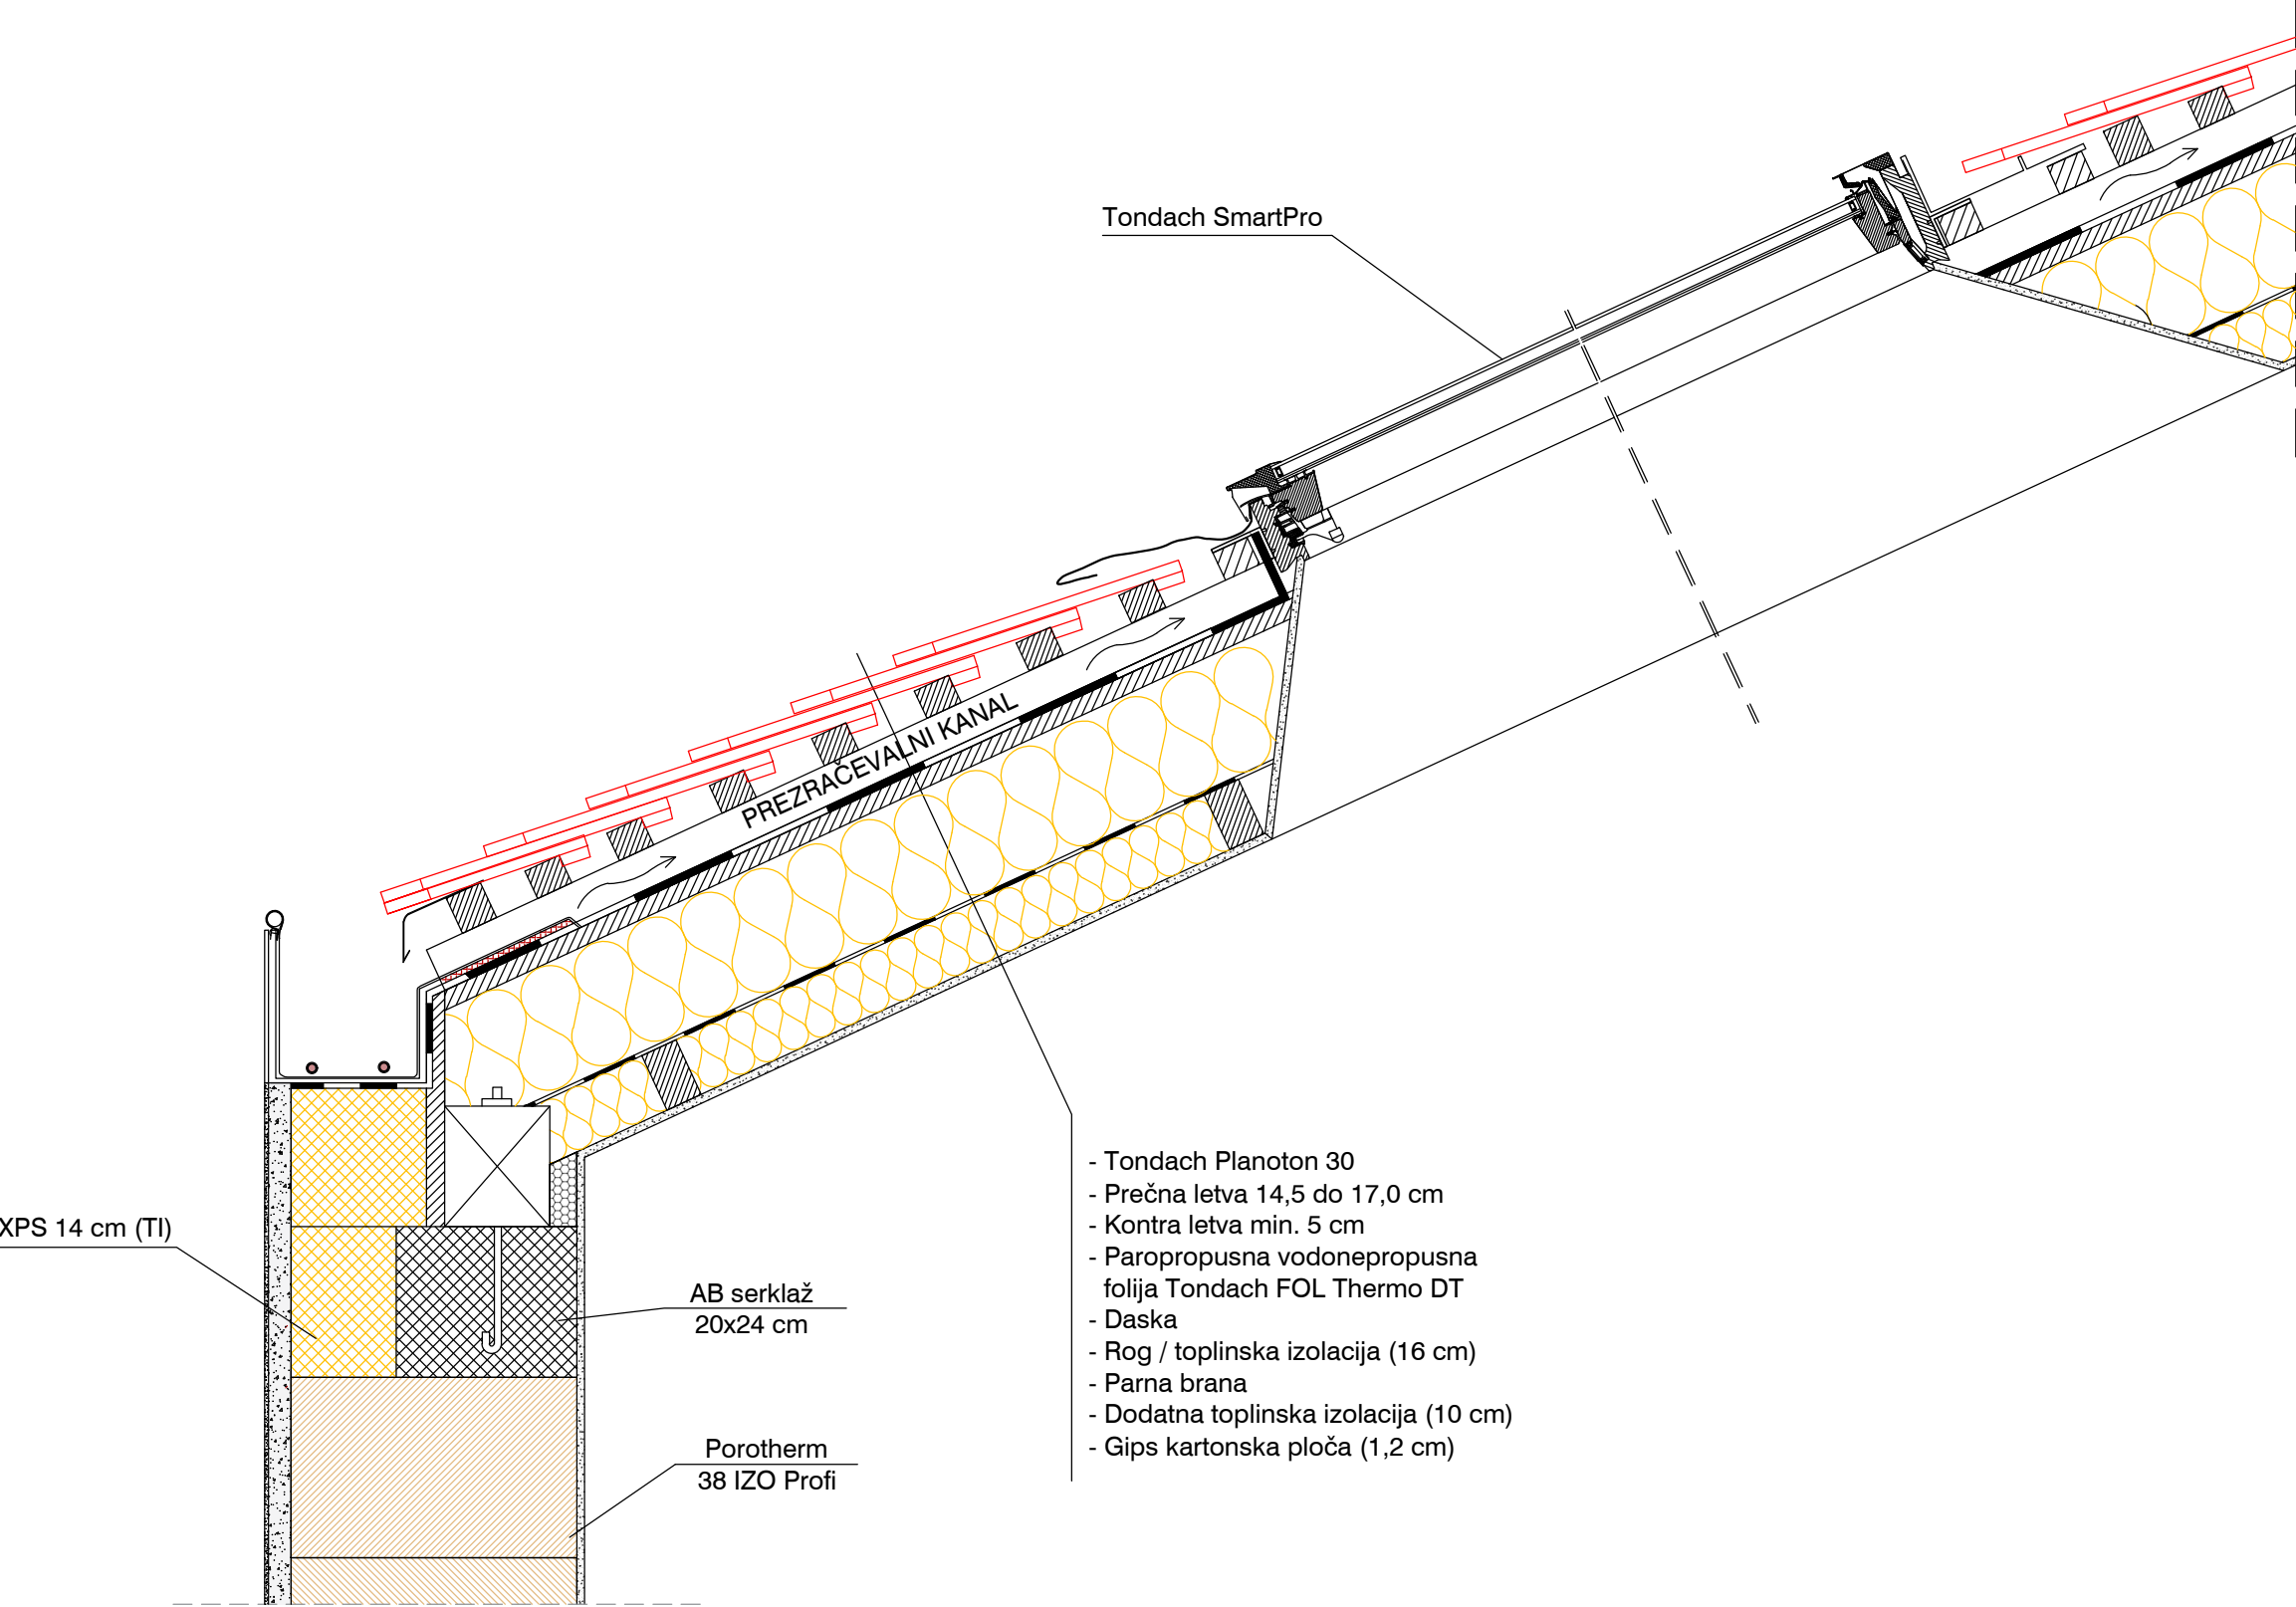 Tondach SmartPro
PREZRAČEVALNI KANAL
- Tondach Planoton 30
- Prečna letva 14,5 do 17,0 cm
- Kontra letva min. 5 cm
- Paropropusna vodonepropusna
folija Tondach FOL Thermo DT
- Daska
- Rog / toplinska izolacija (16 cm)
- Parna brana
- Dodatna toplinska izolacija (10 cm)
- Gips kartonska ploča (1,2 cm)
XPS 14 cm (TI)
AB serklaž
20x24 cm
Porotherm
38 IZO Profi